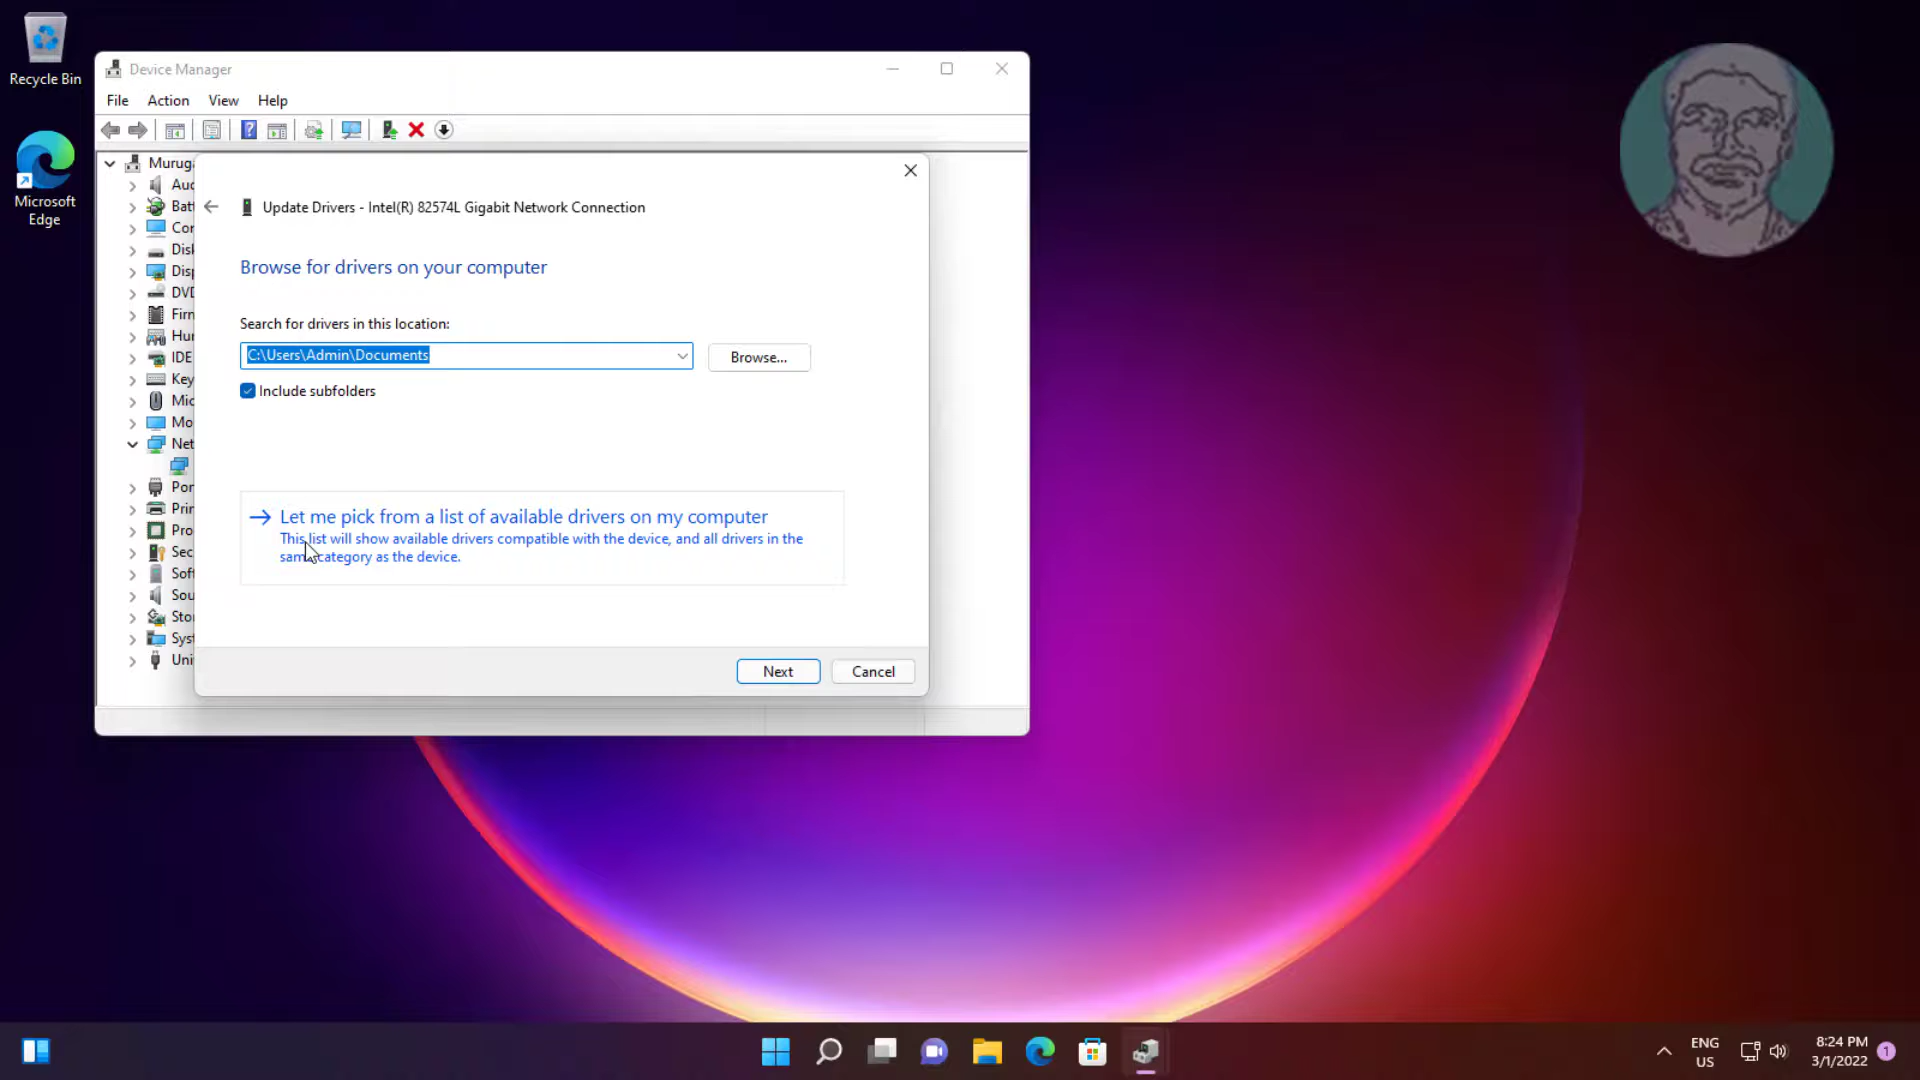 Recycle Bin
Microsoft
Edge
Device Manager
File Action View Help
Update Drivers - Intel(R) 82574L Gigabit Network Connection
Browse for drivers on your computer
Search for drivers in this location:
C:\Users\Admin\Documents
Browse...
Include subfolders
Let me pick from a list of available drivers on my computer
This list will show available drivers compatible with the device, and all drivers in the
same category as the device.
Next
Cancel
Muruga
Aud
Batt
Con
Disk
Disp
DVD
Firm
Hum
IDE
Key
Mic
Mo
Net
Por
Prin
Pro
Sec
Soft
Sou
Stor
Syst
Uni
ENG
US
8:24 PM
3/1/2022
1